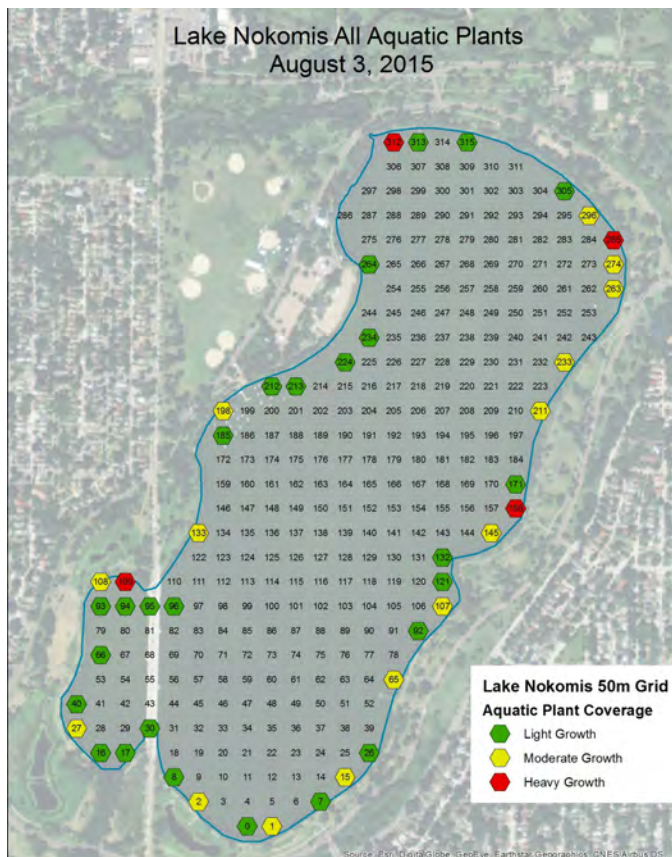 Lake Nokomis All Aquatic Plants
August 3, 2015
312 313 314 315
306 307 308 309 310 311
297 298 299 300 301 302 303 304 305
286 287 288 289 290 291 292 293 294 295 296
275 276 277 278 279 280 281 282 283 284 285
264 265 266 267 268 269 270 271 272 273 274
254 255 256 257 258 259 260 261 262 263
244 245 246 247 248 249 250 251 252 253
234 235 236 237 238 239 240 241 242 243
224 225 226 227 228 229 230 231 232 233
212 213 214 215 216 217 218 219 220 221 222 223
198 199 200 201 202 203 204 205 206 207 208 209 210 211
185 186 187 188 189 190 191 192 193 194 195 196 197
172 173 174 175 176 177 178 179 180 181 182 183 184
159 160 161 162 163 164 165 166 167 168 169 170 171
146 147 148 149 150 151 152 153 154 155 156 157 158
133 134 135 136 137 138 139 140 141 142 143 144 145
122 123 124 125 126 127 128 129 130 131 132
108 109 110 111 112 113 114 115 116 117 118 119 120 121
93 94 95 96 97 98 99 100 101 102 103 104 105 106 107
79 80 81 82 83 84 85 86 87 88 89 90 91 92
66 67 68 69 70 71 72 73 74 75 76 77 78
53 54 55 56 57 58 59 60 61 62 63 64 65
40 41 42 43 44 45 46 47 48 49 50 51 52
27 28 29 30 31 32 33 34 35 36 37 38 39
16 17 18 19 20 21 22 23 24 25 26
8 9 10 11 12 13 14 15
2 3 4 5 6 7
0 1
Lake Nokomis 50m Grid
Aquatic Plant Coverage
Light Growth
Moderate Growth
Heavy Growth
Source: Esri, DigitalGlobe, GeoEye, Earthstar Geographics, CNES/Airbus DS,